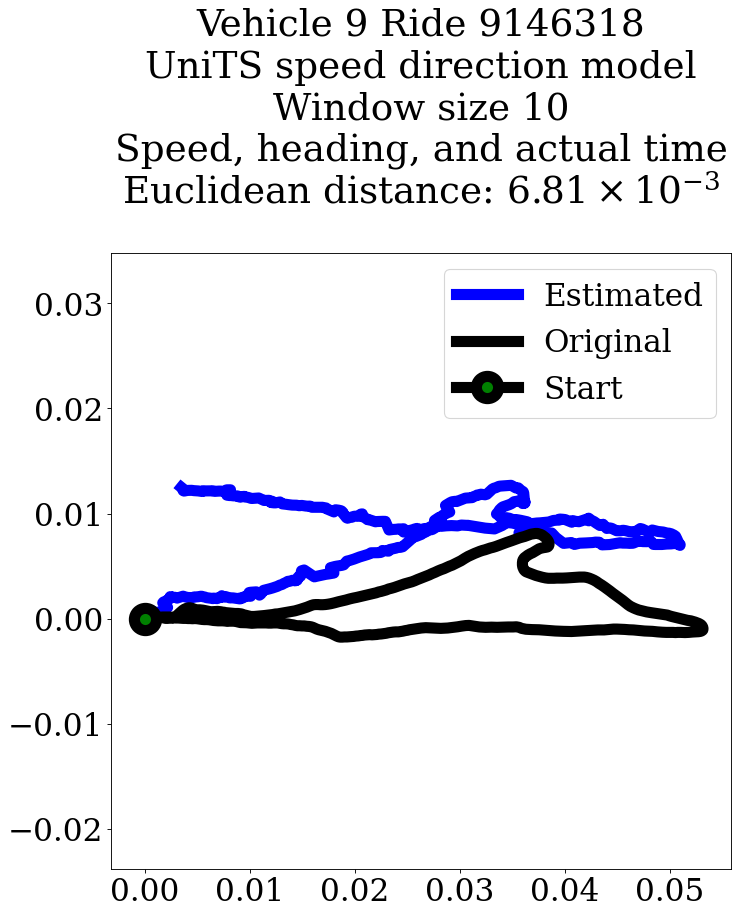 Vehicle 9 Ride 9146318
UniTS speed direction model
Window size 10
Speed, heading, and actual time
Euclidean distance: 6.81 × 10⁻³
Estimated
Original
Start
0.03
0.02
0.01
0.00
−0.01
−0.02
0.00 0.01 0.02 0.03 0.04 0.05